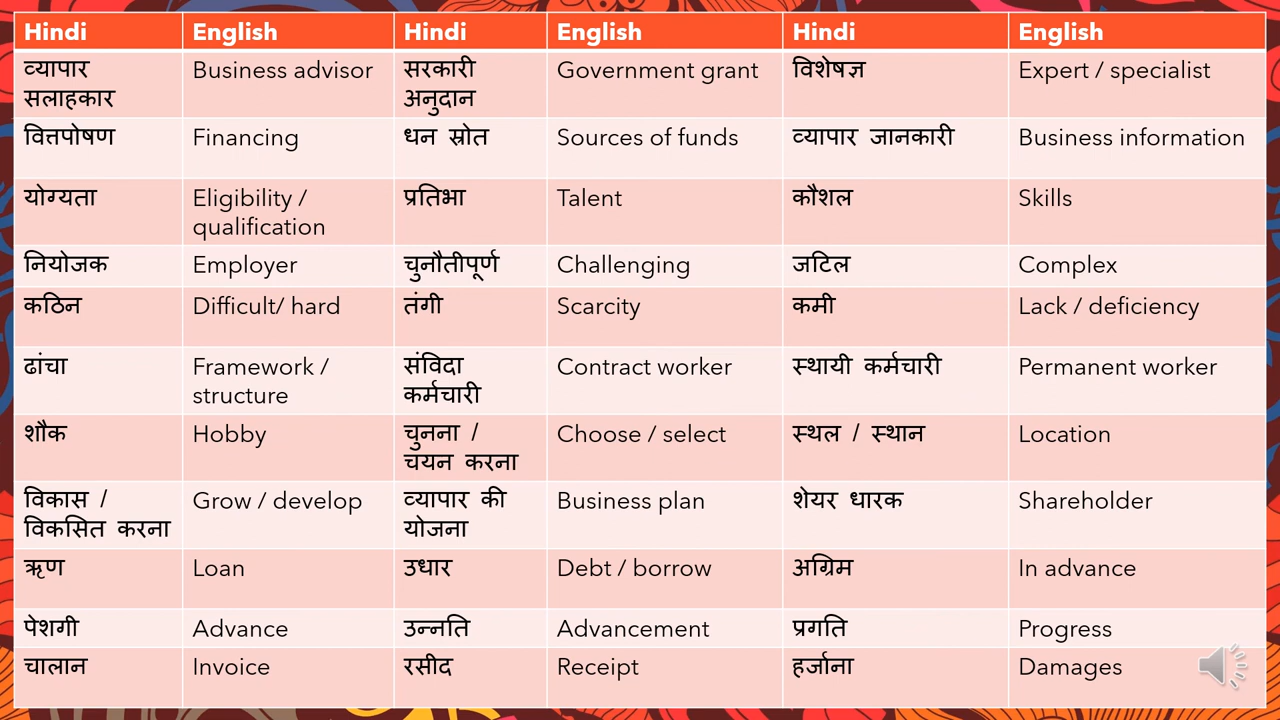 Hindi English Hindi English Hindi English
व्यापार सलाहकार Business advisor सरकारी अनुदान Government grant विशेषज्ञ Expert / specialist
वित्तपोषण Financing धन स्रोत Sources of funds व्यापार जानकारी Business information
योग्यता Eligibility / qualification प्रतिभा Talent कौशल Skills
नियोजक Employer चुनौतीपूर्ण Challenging जटिल Complex
कठिन Difficult/ hard तंगी Scarcity कमी Lack / deficiency
ढांचा Framework / structure संविदा कर्मचारी Contract worker स्थायी कर्मचारी Permanent worker
शौक Hobby चुनना / चयन करना Choose / select स्थल / स्थान Location
विकास / विकसित करना Grow / develop व्यापार की योजना Business plan शेयर धारक Shareholder
ऋण Loan उधार Debt / borrow अग्रिम In advance
पेशगी Advance उन्नति Advancement प्रगति Progress
चालान Invoice रसीद Receipt हर्जाना Damages